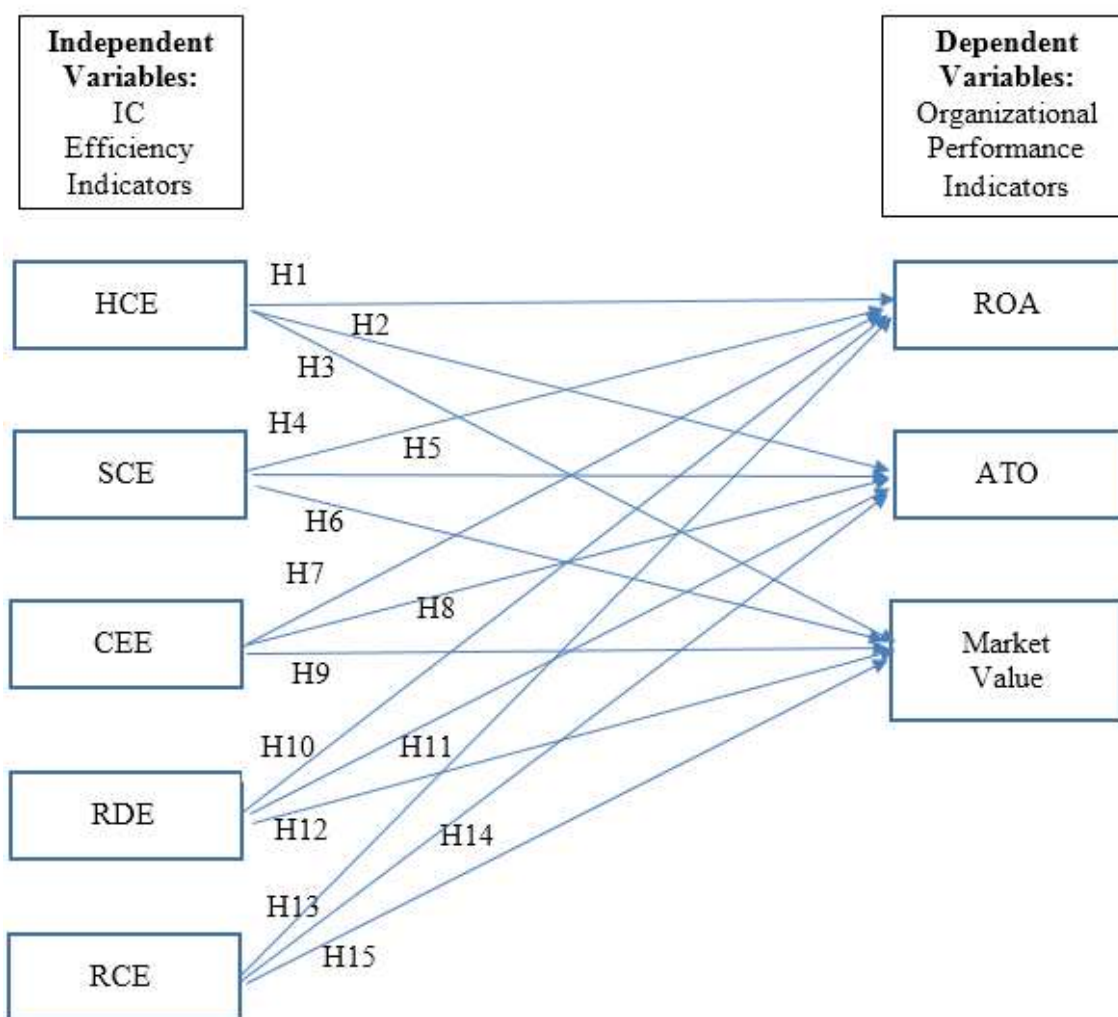 Independent
Variables:
IC
Efficiency
Indicators
Dependent
Variables:
Organizational
Performance
Indicators
HCE
H1
ROA
H2
H3
SCE
H4
H5
ATO
H6
CEE
H7
H8
H9
Market
Value
RDE
H10
H11
H12
H14
RCE
H13
H15